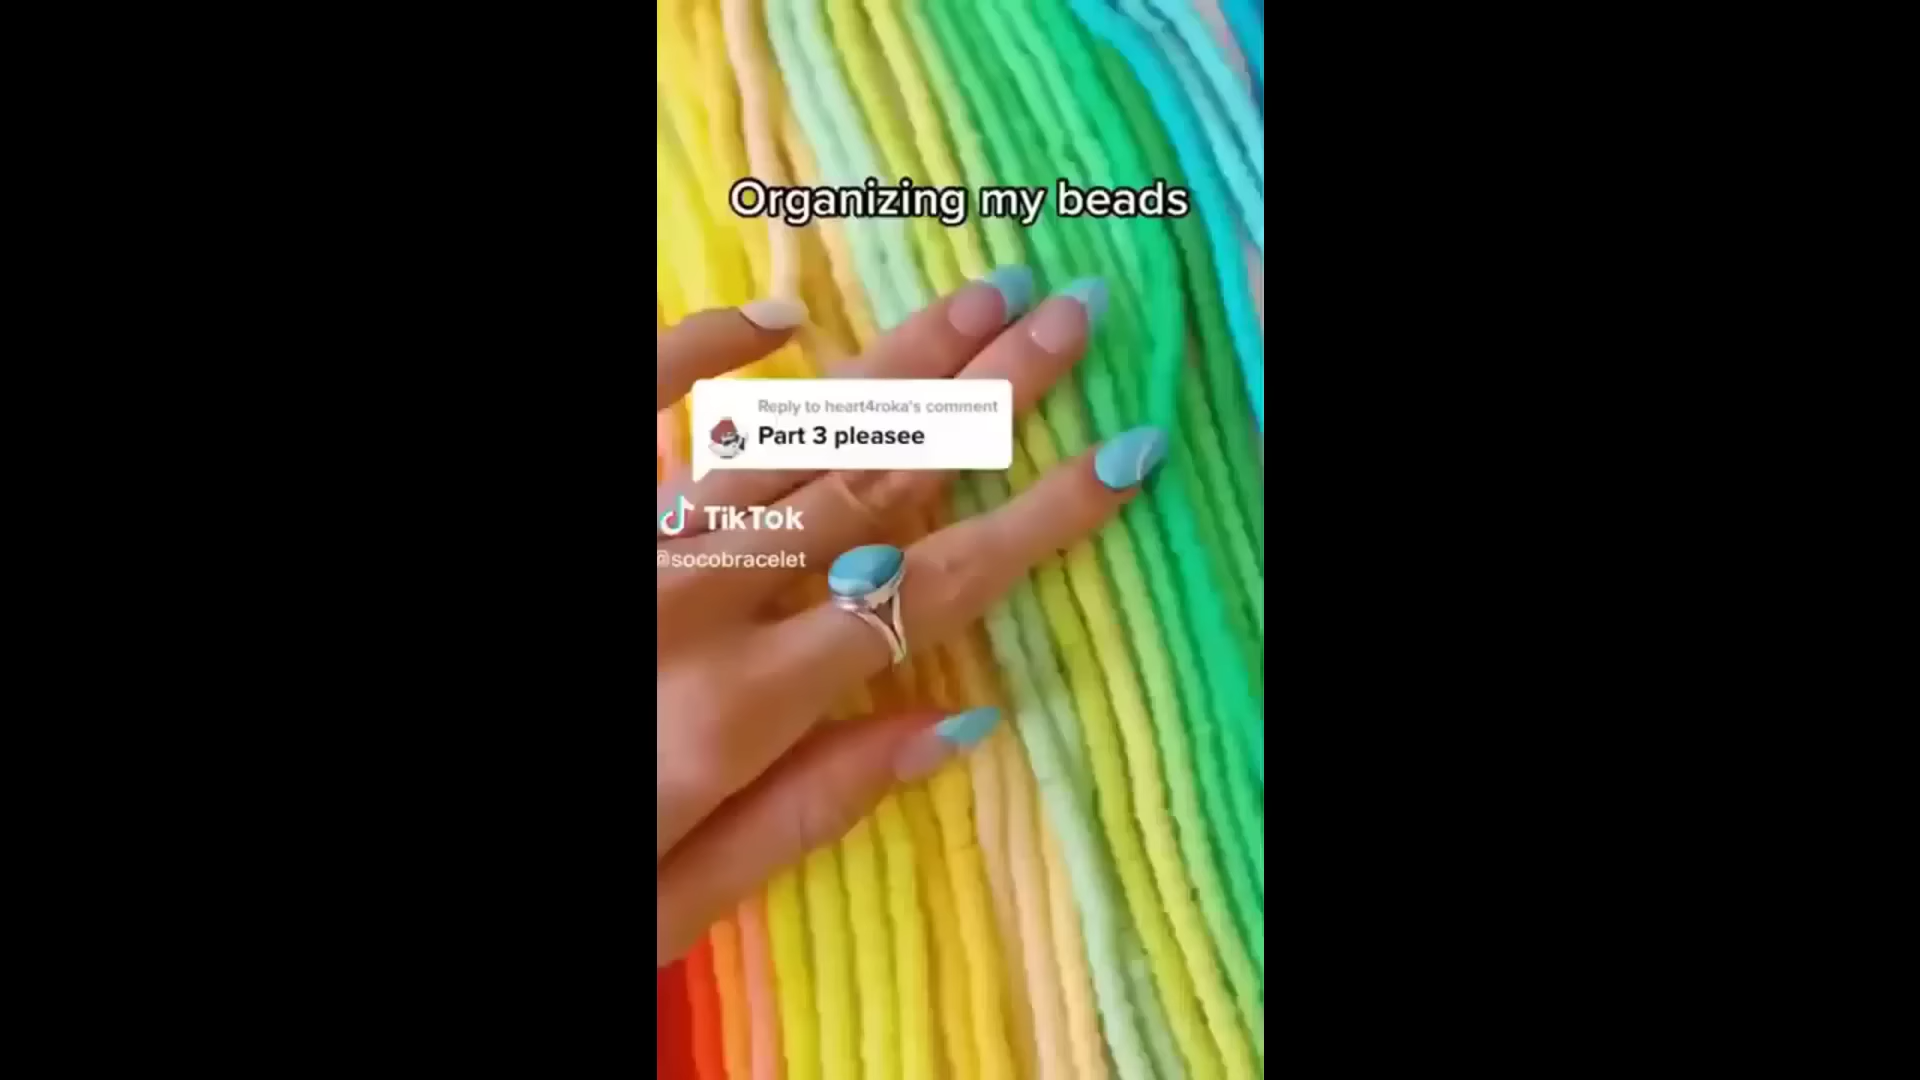 Organizing my beads
Reply to heart4roka's comment
Part 3 pleasee
TikTok
@socobracelet